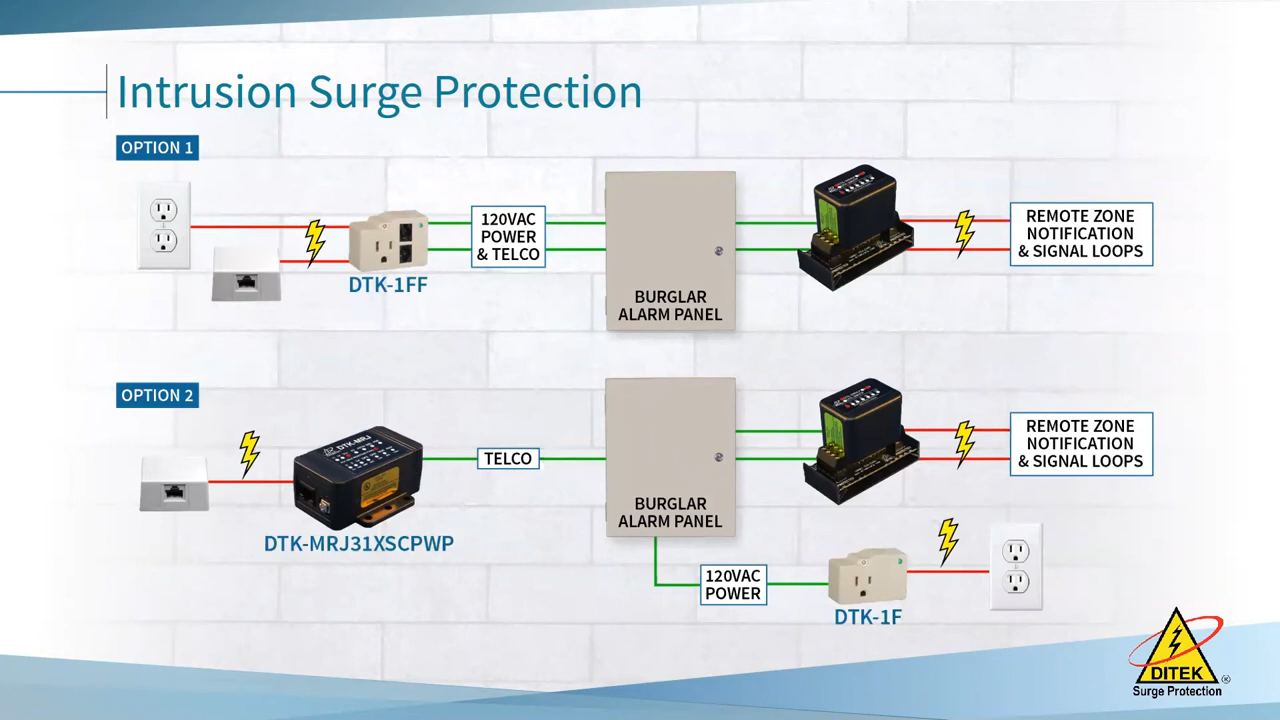 Intrusion Surge Protection
OPTION 1
120VAC
POWER
& TELCO
DTK-1FF
BURGLAR
ALARM PANEL
REMOTE ZONE
NOTIFICATION
& SIGNAL LOOPS
OPTION 2
DTK-MRJ
TELCO
DTK-MRJ31XSCPWP
BURGLAR
ALARM PANEL
REMOTE ZONE
NOTIFICATION
& SIGNAL LOOPS
120VAC
POWER
DTK-1F
DITEK
®
Surge Protection